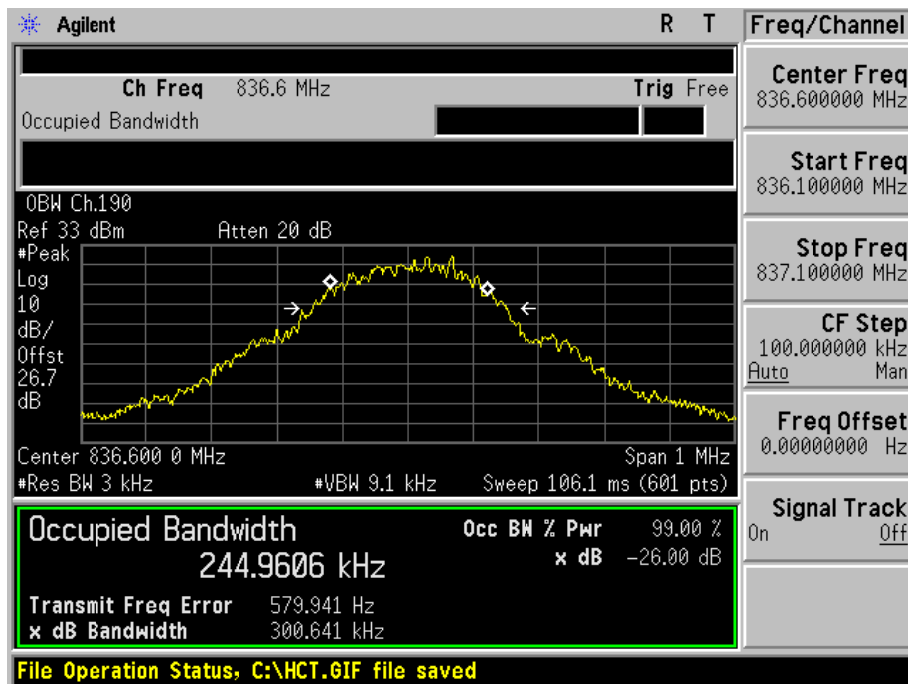 Agilent R T
Ch Freq 836.6 MHz Trig Free
Occupied Bandwidth
OBW Ch.190
Ref 33 dBm Atten 20 dB
#Peak
Log
10
dB/
Offst
26.7
dB
Center 836.600 0 MHz Span 1 MHz
#Res BW 3 kHz #VBW 9.1 kHz Sweep 106.1 ms (601 pts)
Occupied Bandwidth Occ BW % Pwr 99.00 %
244.9606 kHz x dB -26.00 dB
Transmit Freq Error 579.941 Hz
x dB Bandwidth 300.641 kHz
File Operation Status, C:\HCT.GIF file saved
Freq/Channel
Center Freq
836.600000 MHz
Start Freq
836.100000 MHz
Stop Freq
837.100000 MHz
CF Step
100.000000 kHz
Auto Man
Freq Offset
0.00000000 Hz
Signal Track
On Off